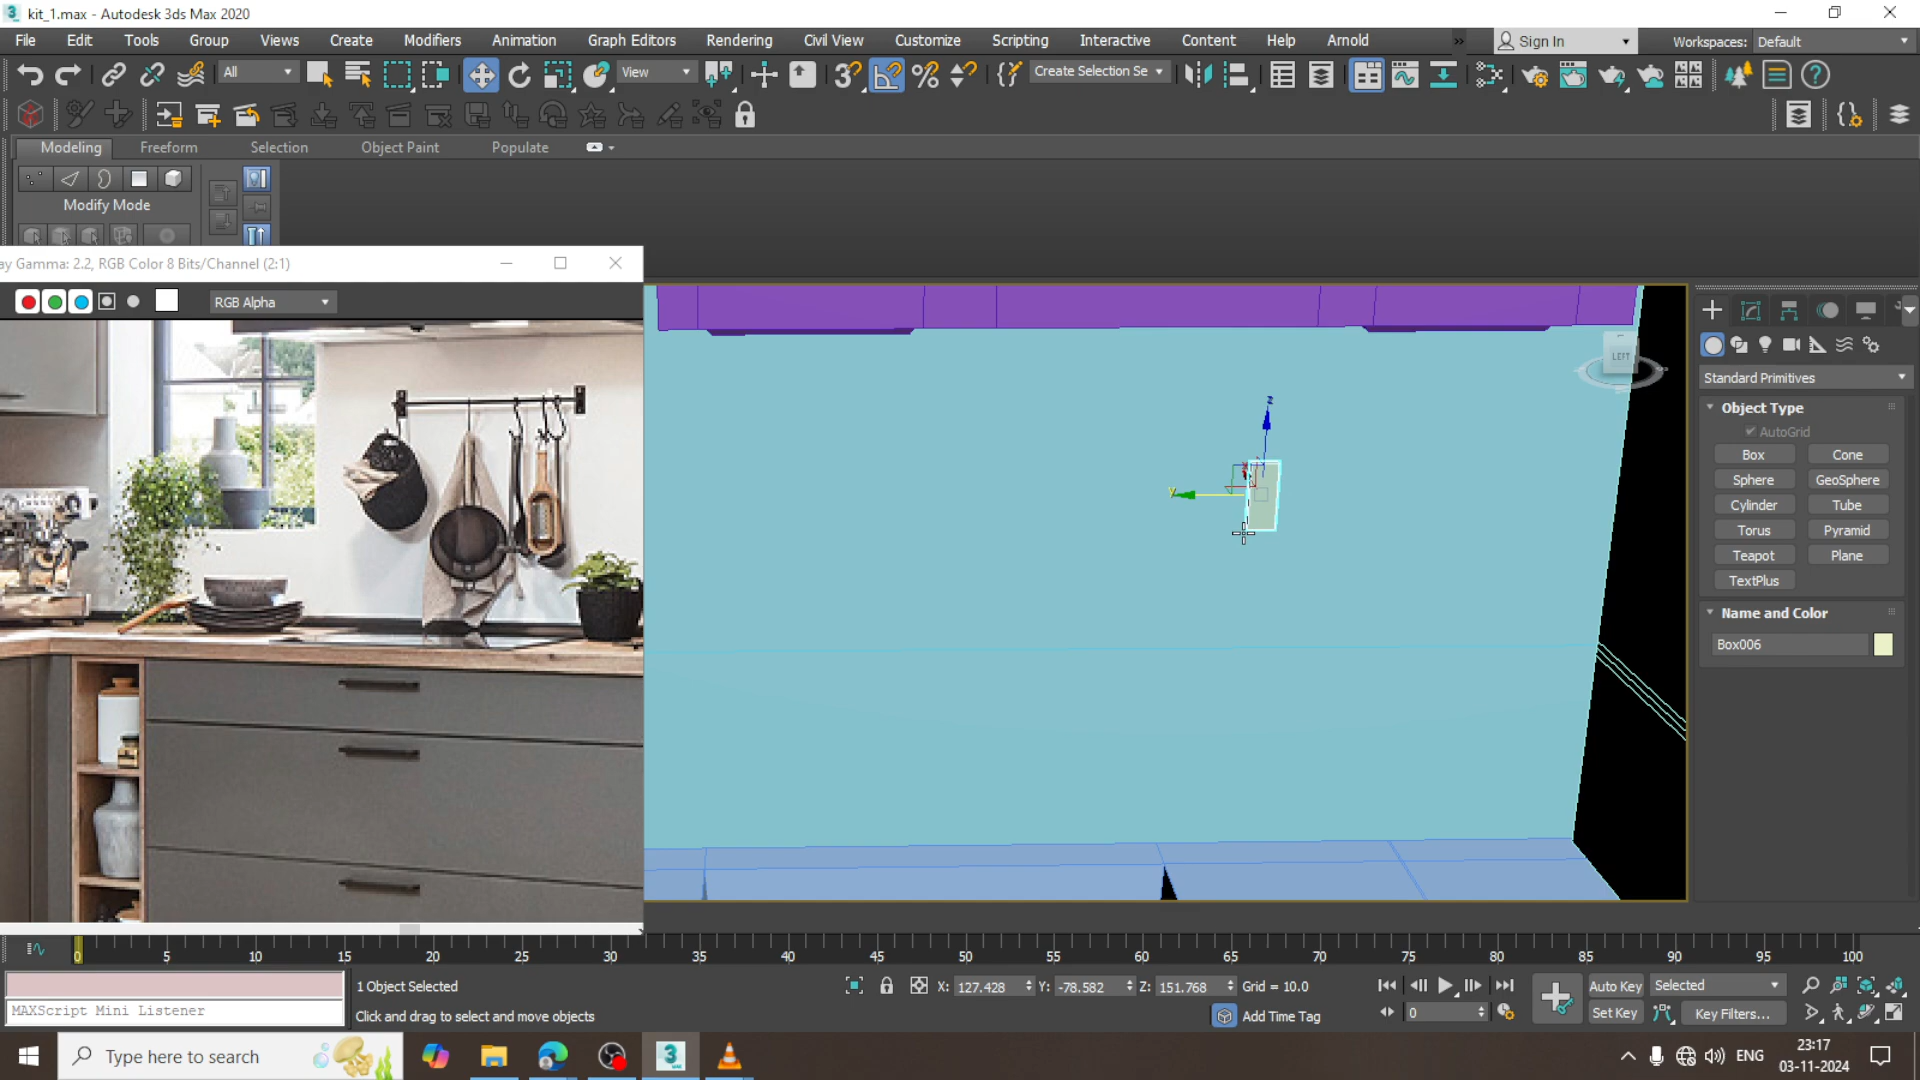 kit_1.max - Autodesk 3ds Max 2020
File Edit Tools Group Views Create Modifiers Animation Graph Editors Rendering Civil View Customize Scripting Interactive Content Help Arnold
Sign In
Workspaces: Default
All
View
Create Selection Se
Modeling Freeform Selection Object Paint Populate
Modify Mode
ay Gamma: 2.2, RGB Color 8 Bits/Channel (2:1)
RGB Alpha
LEFT
z
y
x
Standard Primitives
Object Type
AutoGrid
Box Cone
Sphere GeoSphere
Cylinder Tube
Torus Pyramid
Teapot Plane
TextPlus
Name and Color
Box006
0 5 10 15 20 25 30 35 40 45 50 55 60 65 70 75 80 85 90 95 100
MAXScript Mini Listener
1 Object Selected
Click and drag to select and move objects
X: 127.428 Y: -78.582 Z: 151.768 Grid = 10.0
Add Time Tag
0
Auto Key Selected
Set Key Key Filters...
Type here to search
ENG
23:17
03-11-2024